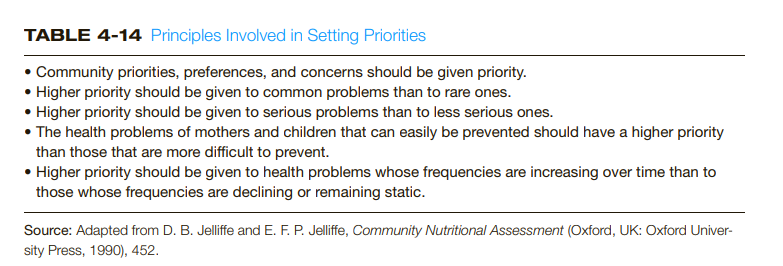 TABLE 4-14 Principles Involved in Setting Priorities
• Community priorities, preferences, and concerns should be given priority.
• Higher priority should be given to common problems than to rare ones.
• Higher priority should be given to serious problems than to less serious ones.
• The health problems of mothers and children that can easily be prevented should have a higher priority
than those that are more difficult to prevent.
• Higher priority should be given to health problems whose frequencies are increasing over time than to
those whose frequencies are declining or remaining static.
Source: Adapted from D. B. Jelliffe and E. F. P. Jelliffe, Community Nutritional Assessment (Oxford, UK: Oxford Univer-
sity Press, 1990), 452.